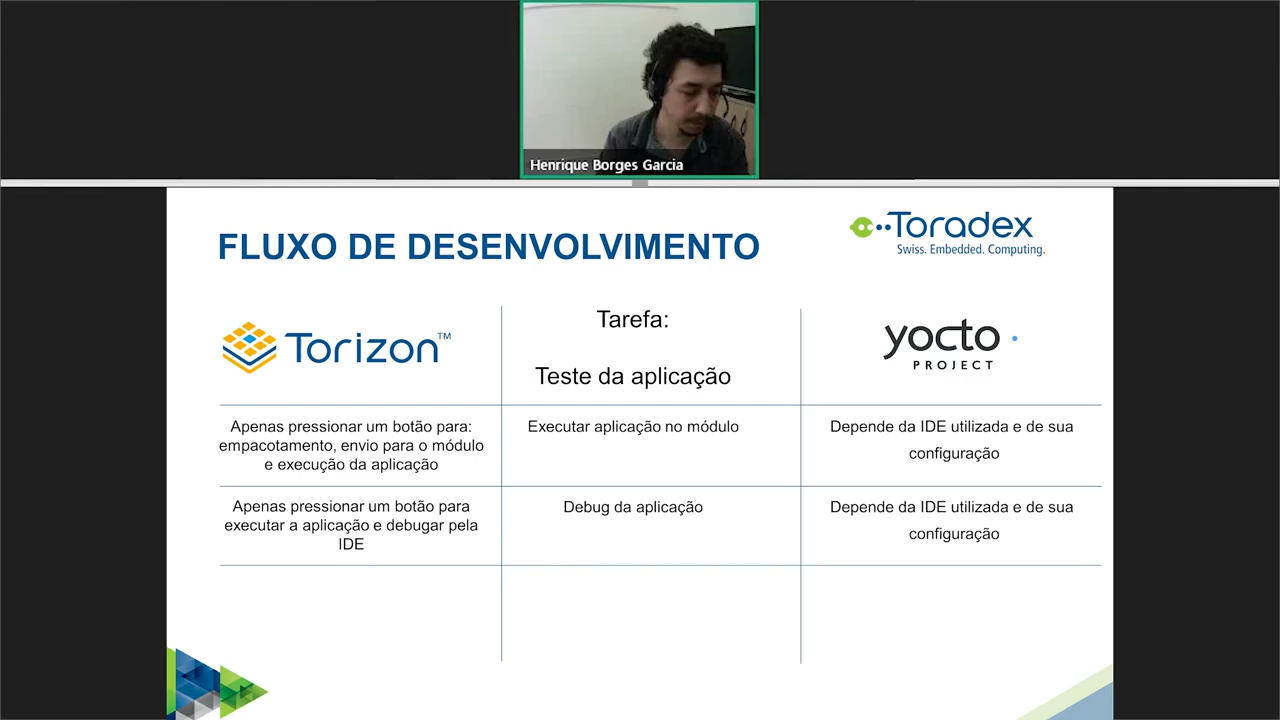 Henrique Borges Garcia
FLUXO DE DESENVOLVIMENTO
Toradex
Swiss. Embedded. Computing.
Torizon™
Tarefa:
Teste da aplicação
yocto
PROJECT
Apenas pressionar um botão para:
empacotamento, envio para o módulo
e execução da aplicação
Executar aplicação no módulo
Depende da IDE utilizada e de sua
configuração
Apenas pressionar um botão para
executar a aplicação e debugar pela
IDE
Debug da aplicação
Depende da IDE utilizada e de sua
configuração